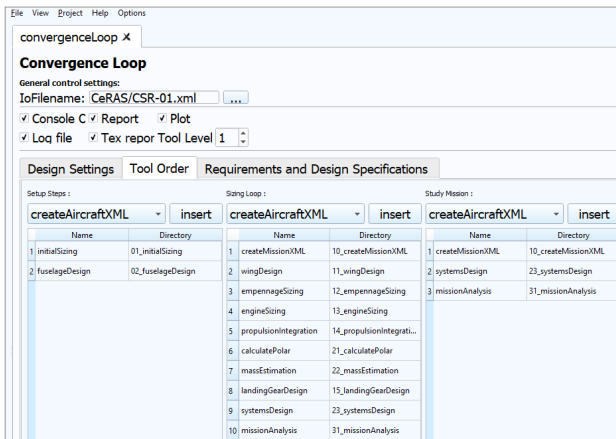 File View Project Help Options
convergenceLoop X
Convergence Loop
General control settings:
IoFilename: CeRAS/CSR-01.xml ...
Console C Report Plot
Log file Tex repor Tool Level 1
Design Settings Tool Order Requirements and Design Specifications
Setup Steps : Sizing Loop : Study Mission :
createAircraftXML insert createAircraftXML insert createAircraftXML insert
Name Directory Name Directory Name Directory
1 initialSizing 01_initialSizing 1 createMissionXML 10_createMissionXML 1 createMissionXML 10_createMissionXML
2 fuselageDesign 02_fuselageDesign 2 wingDesign 11_wingDesign 2 systemsDesign 23_systemsDesign
3 empennageSizing 12_empennageSizing 3 missionAnalysis 31_missionAnalysis
4 engineSizing 13_engineSizing
5 propulsionIntegration 14_propulsionIntegrati...
6 calculatePolar 21_calculatePolar
7 massEstimation 22_massEstimation
8 landingGearDesign 15_landingGearDesign
9 systemsDesign 23_systemsDesign
10 missionAnalysis 31_missionAnalysis